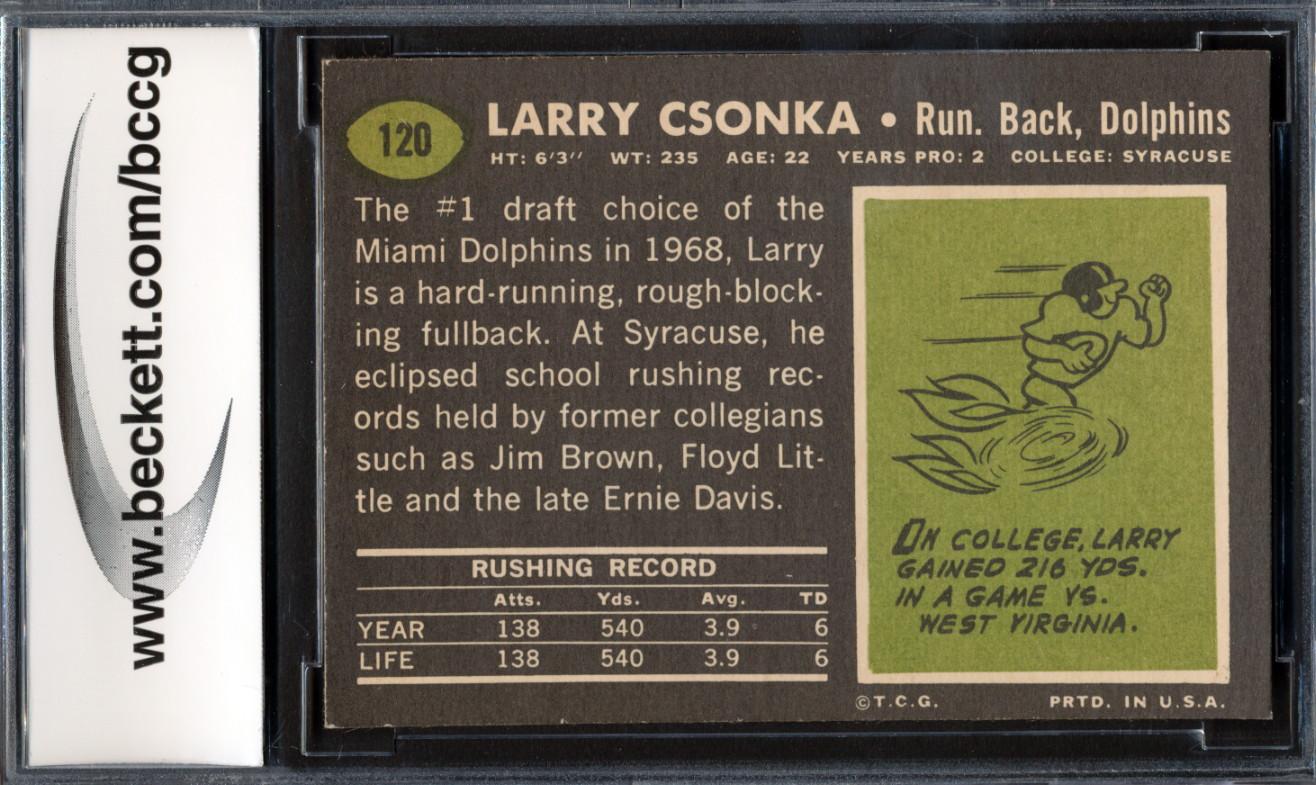 www.beckett.com/bccg
120
LARRY CSONKA • Run. Back, Dolphins
HT: 6'3'' WT: 235 AGE: 22 YEARS PRO: 2 COLLEGE: SYRACUSE
The #1 draft choice of the
Miami Dolphins in 1968, Larry
is a hard-running, rough-block-
ing fullback. At Syracuse, he
eclipsed school rushing rec-
ords held by former collegians
such as Jim Brown, Floyd Lit-
tle and the late Ernie Davis.
RUSHING RECORD
Atts. Yds. Avg. TD
YEAR 138 540 3.9 6
LIFE 138 540 3.9 6
IN COLLEGE, LARRY
GAINED 216 YDS.
IN A GAME VS.
WEST VIRGINIA.
©T.C.G. PRTD. IN U.S.A.